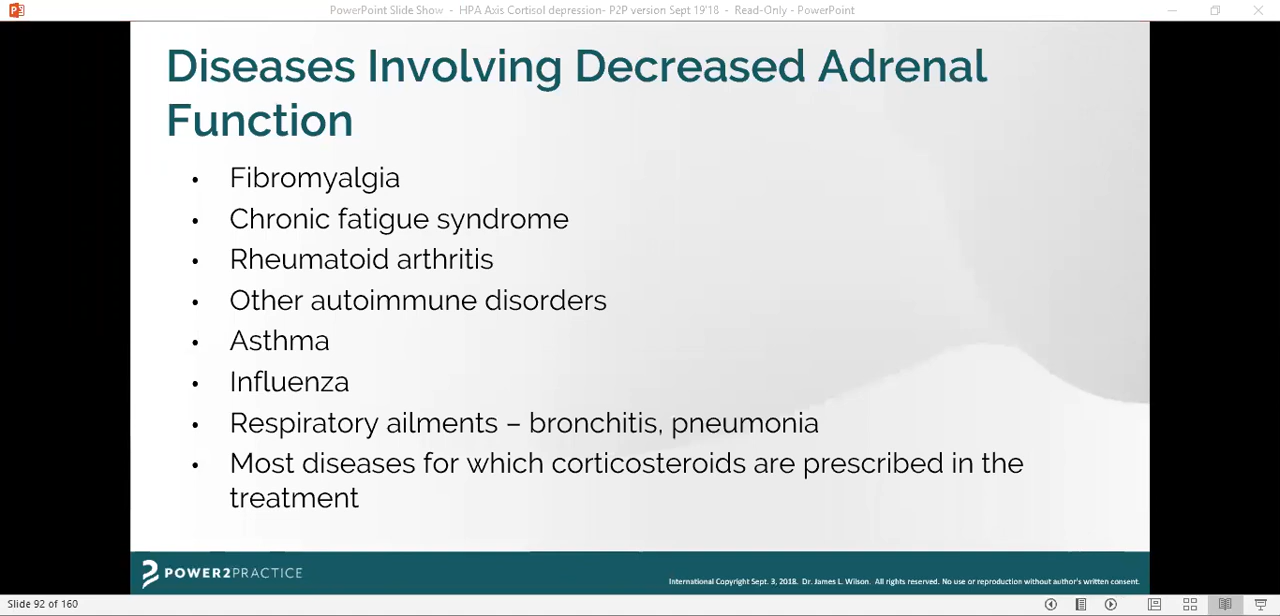 PowerPoint Slide Show - HPA Axis Cortisol depression- P2P version Sept 19'18 - Read-Only - PowerPoint
Diseases Involving Decreased Adrenal
Function
• Fibromyalgia
• Chronic fatigue syndrome
• Rheumatoid arthritis
• Other autoimmune disorders
• Asthma
• Influenza
• Respiratory ailments – bronchitis, pneumonia
• Most diseases for which corticosteroids are prescribed in the
treatment
POWER2PRACTICE
International Copyright Sept. 3, 2018. Dr. James L. Wilson. All rights reserved. No use or reproduction without author's written consent.
Slide 92 of 160